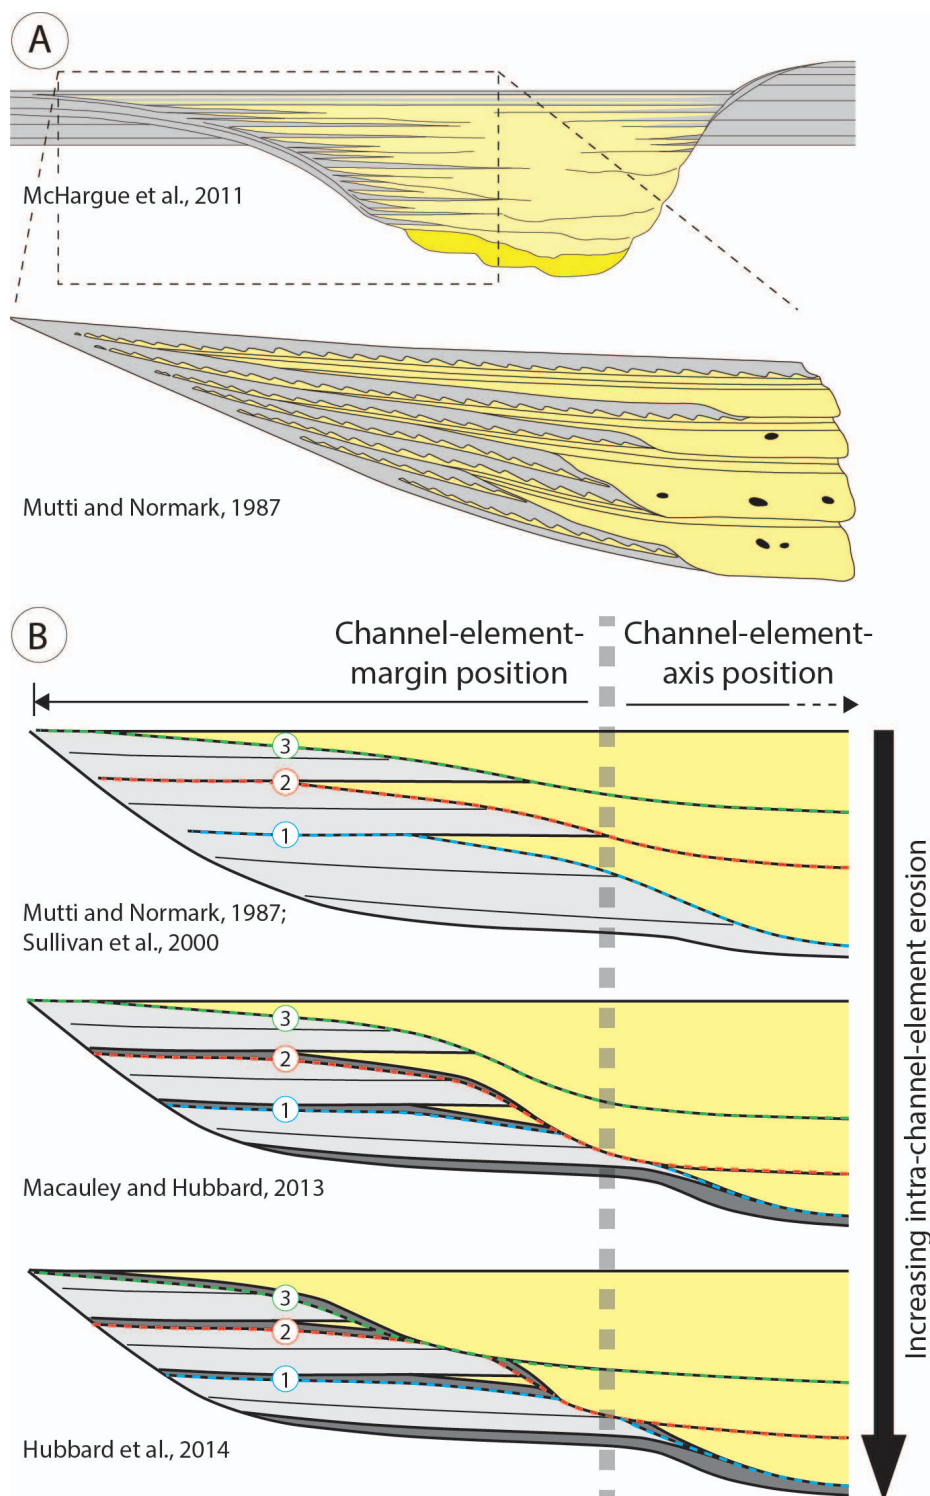 A
McHargue et al., 2011
Mutti and Normark, 1987
B
Channel-element-
margin position
Channel-element-
axis position
3
2
1
Mutti and Normark, 1987;
Sullivan et al., 2000
3
2
1
Macauley and Hubbard, 2013
3
2
1
Hubbard et al., 2014
Increasing intra-channel-element erosion